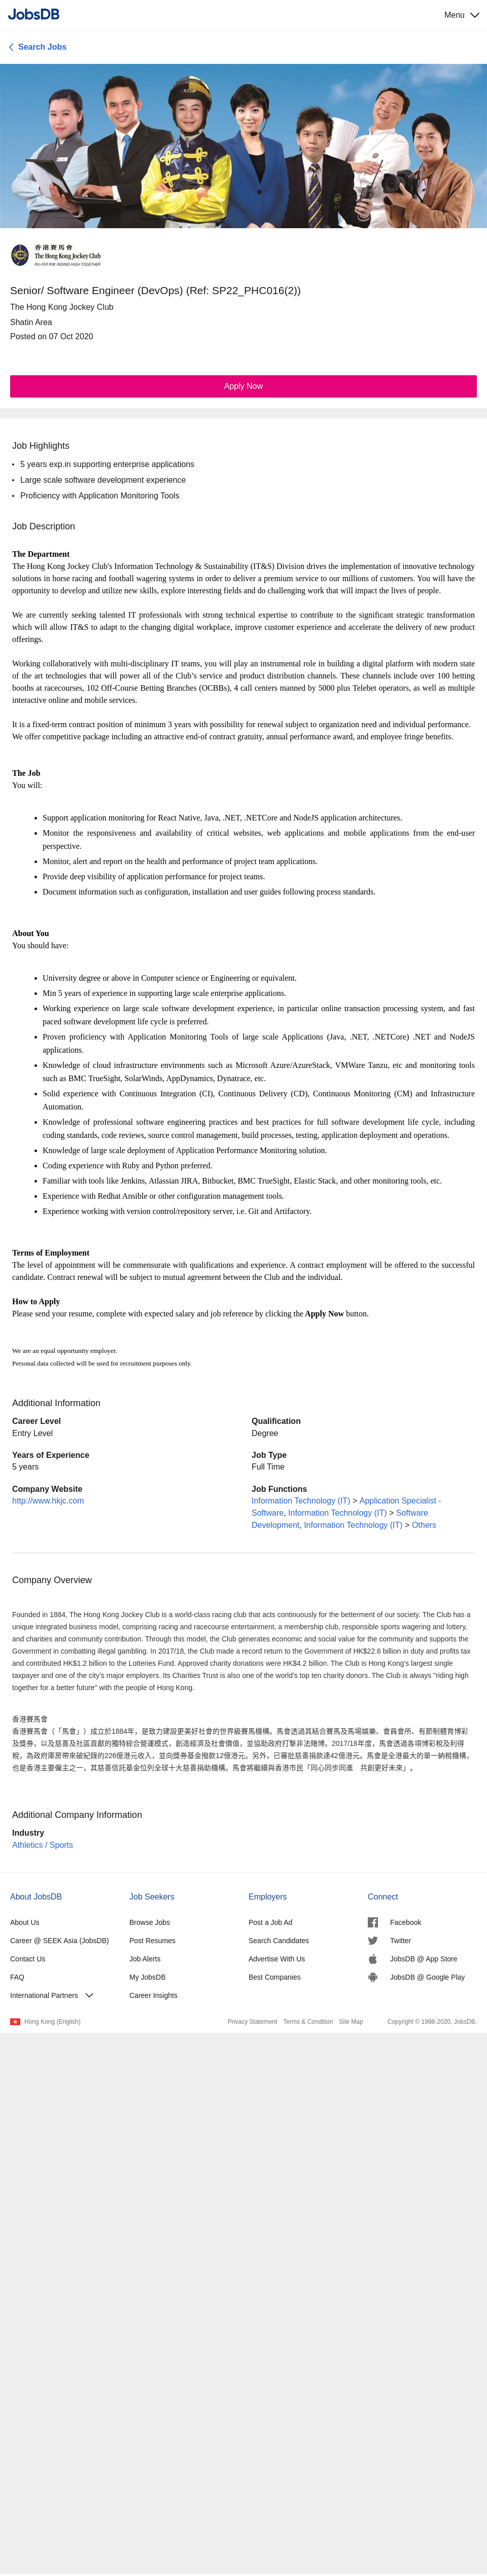 JobsDB
Menu
Search Jobs
香港賽馬會
The Hong Kong Jockey Club
同心同步同進 RIDING HIGH TOGETHER
Senior/ Software Engineer (DevOps) (Ref: SP22_PHC016(2))
The Hong Kong Jockey Club
Shatin Area
Posted on 07 Oct 2020
Apply Now
Job Highlights
• 5 years exp.in supporting enterprise applications
• Large scale software development experience
• Proficiency with Application Monitoring Tools
Job Description
The Department
The Hong Kong Jockey Club's Information Technology & Sustainability (IT&S) Division drives the implementation of innovative technology
solutions in horse racing and football wagering systems in order to deliver a premium service to our millions of customers. You will have the
opportunity to develop and utilize new skills, explore interesting fields and do challenging work that will impact the lives of people.
We are currently seeking talented IT professionals with strong technical expertise to contribute to the significant strategic transformation
which will allow IT&S to adapt to the changing digital workplace, improve customer experience and accelerate the delivery of new product
offerings.
Working collaboratively with multi-disciplinary IT teams, you will play an instrumental role in building a digital platform with modern state
of the art technologies that will power all of the Club's service and product distribution channels. These channels include over 100 betting
booths at racecourses, 102 Off-Course Betting Branches (OCBBs), 4 call centers manned by 5000 plus Telebet operators, as well as multiple
interactive online and mobile services.
It is a fixed-term contract position of minimum 3 years with possibility for renewal subject to organization need and individual performance.
We offer competitive package including an attractive end-of contract gratuity, annual performance award, and employee fringe benefits.
The Job
You will:
• Support application monitoring for React Native, Java, .NET, .NETCore and NodeJS application architectures.
• Monitor the responsiveness and availability of critical websites, web applications and mobile applications from the end-user
perspective.
• Monitor, alert and report on the health and performance of project team applications.
• Provide deep visibility of application performance for project teams.
• Document information such as configuration, installation and user guides following process standards.
About You
You should have:
• University degree or above in Computer science or Engineering or equivalent.
• Min 5 years of experience in supporting large scale enterprise applications.
• Working experience on large scale software development experience, in particular online transaction processing system, and fast
paced software development life cycle is preferred.
• Proven proficiency with Application Monitoring Tools of large scale Applications (Java, .NET, .NETCore) .NET and NodeJS
applications.
• Knowledge of cloud infrastructure environments such as Microsoft Azure/AzureStack, VMWare Tanzu, etc and monitoring tools
such as BMC TrueSight, SolarWinds, AppDynamics, Dynatrace, etc.
• Solid experience with Continuous Integration (CI), Continuous Delivery (CD), Continuous Monitoring (CM) and Infrastructure
Automation.
• Knowledge of professional software engineering practices and best practices for full software development life cycle, including
coding standards, code reviews, source control management, build processes, testing, application deployment and operations.
• Knowledge of large scale deployment of Application Performance Monitoring solution.
• Coding experience with Ruby and Python preferred.
• Familiar with tools like Jenkins, Atlassian JIRA, Bitbucket, BMC TrueSight, Elastic Stack, and other monitoring tools, etc.
• Experience with Redhat Ansible or other configuration management tools.
• Experience working with version control/repository server, i.e. Git and Artifactory.
Terms of Employment
The level of appointment will be commensurate with qualifications and experience. A contract employment will be offered to the successful
candidate. Contract renewal will be subject to mutual agreement between the Club and the individual.
How to Apply
Please send your resume, complete with expected salary and job reference by clicking the Apply Now button.
We are an equal opportunity employer.
Personal data collected will be used for recruitment purposes only.
Additional Information
Career Level
Entry Level
Qualification
Degree
Years of Experience
5 years
Job Type
Full Time
Company Website
http://www.hkjc.com
Job Functions
Information Technology (IT) > Application Specialist -
Software, Information Technology (IT) > Software
Development, Information Technology (IT) > Others
Company Overview
Founded in 1884, The Hong Kong Jockey Club is a world-class racing club that acts continuously for the betterment of our society. The Club has a
unique integrated business model, comprising racing and racecourse entertainment, a membership club, responsible sports wagering and lottery,
and charities and community contribution. Through this model, the Club generates economic and social value for the community and supports the
Government in combatting illegal gambling. In 2017/18, the Club made a record return to the Government of HK$22.6 billion in duty and profits tax
and contributed HK$1.2 billion to the Lotteries Fund. Approved charity donations were HK$4.2 billion. The Club is Hong Kong's largest single
taxpayer and one of the city's major employers. Its Charities Trust is also one of the world's top ten charity donors. The Club is always "riding high
together for a better future" with the people of Hong Kong.
香港賽馬會
香港賽馬會（「馬會」）成立於1884年，是致力建設更美好社會的世界級賽馬機構。馬會透過其結合賽馬及馬場娛樂、會員會所、有節制體育博彩
及獎券，以及慈善及社區貢獻的獨特綜合營運模式，創造經濟及社會價值，並協助政府打擊非法賭博。2017/18年度，馬會透過各項博彩稅及利得
稅，為政府庫房帶來破紀錄的226億港元收入，並向獎券基金撥款12億港元。另外，已審批慈善捐款達42億港元。馬會是全港最大的單一納稅機構，
也是香港主要僱主之一，其慈善信託基金位列全球十大慈善捐助機構。馬會將繼續與香港市民「同心同步同進　共創更好未來」。
Additional Company Information
Industry
Athletics / Sports
About JobsDB
About Us
Career @ SEEK Asia (JobsDB)
Contact Us
FAQ
International Partners
Job Seekers
Browse Jobs
Post Resumes
Job Alerts
My JobsDB
Career Insights
Employers
Post a Job Ad
Search Candidates
Advertise With Us
Best Companies
Connect
Facebook
Twitter
JobsDB @ App Store
JobsDB @ Google Play
Hong Kong (English)
Privacy Statement Terms & Condition Site Map Copyright © 1998-2020, JobsDB.